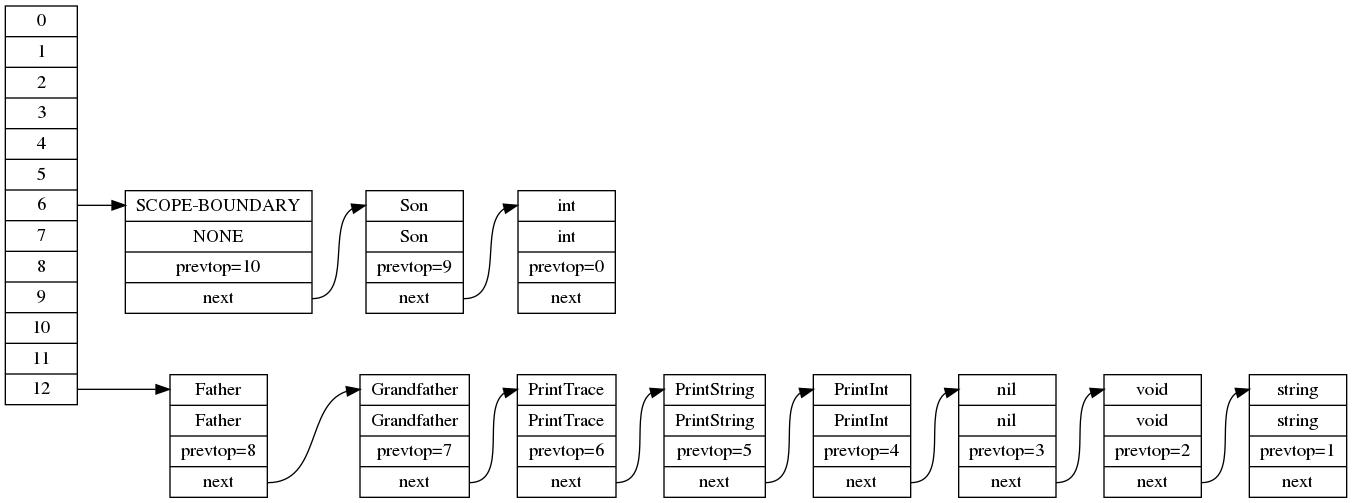 0
1
2
3
4
5
6
7
8
9
10
11
12
SCOPE-BOUNDARY
NONE
prevtop=10
next
Son
Son
prevtop=9
next
int
int
prevtop=0
next
Father
Father
prevtop=8
next
Grandfather
Grandfather
prevtop=7
next
PrintTrace
PrintTrace
prevtop=6
next
PrintString
PrintString
prevtop=5
next
PrintInt
PrintInt
prevtop=4
next
nil
nil
prevtop=3
next
void
void
prevtop=2
next
string
string
prevtop=1
next